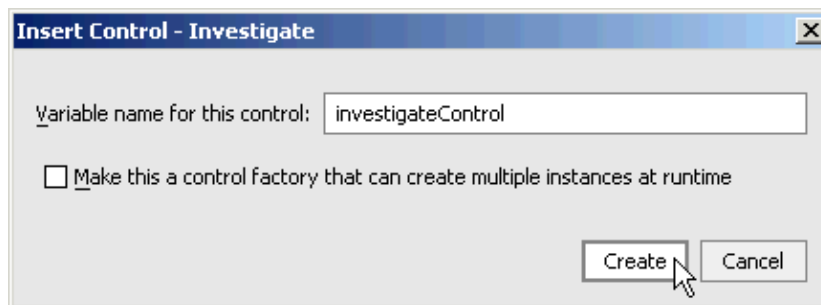 Insert Control - Investigate
Variable name for this control: investigateControl
Make this a control factory that can create multiple instances at runtime
Create Cancel